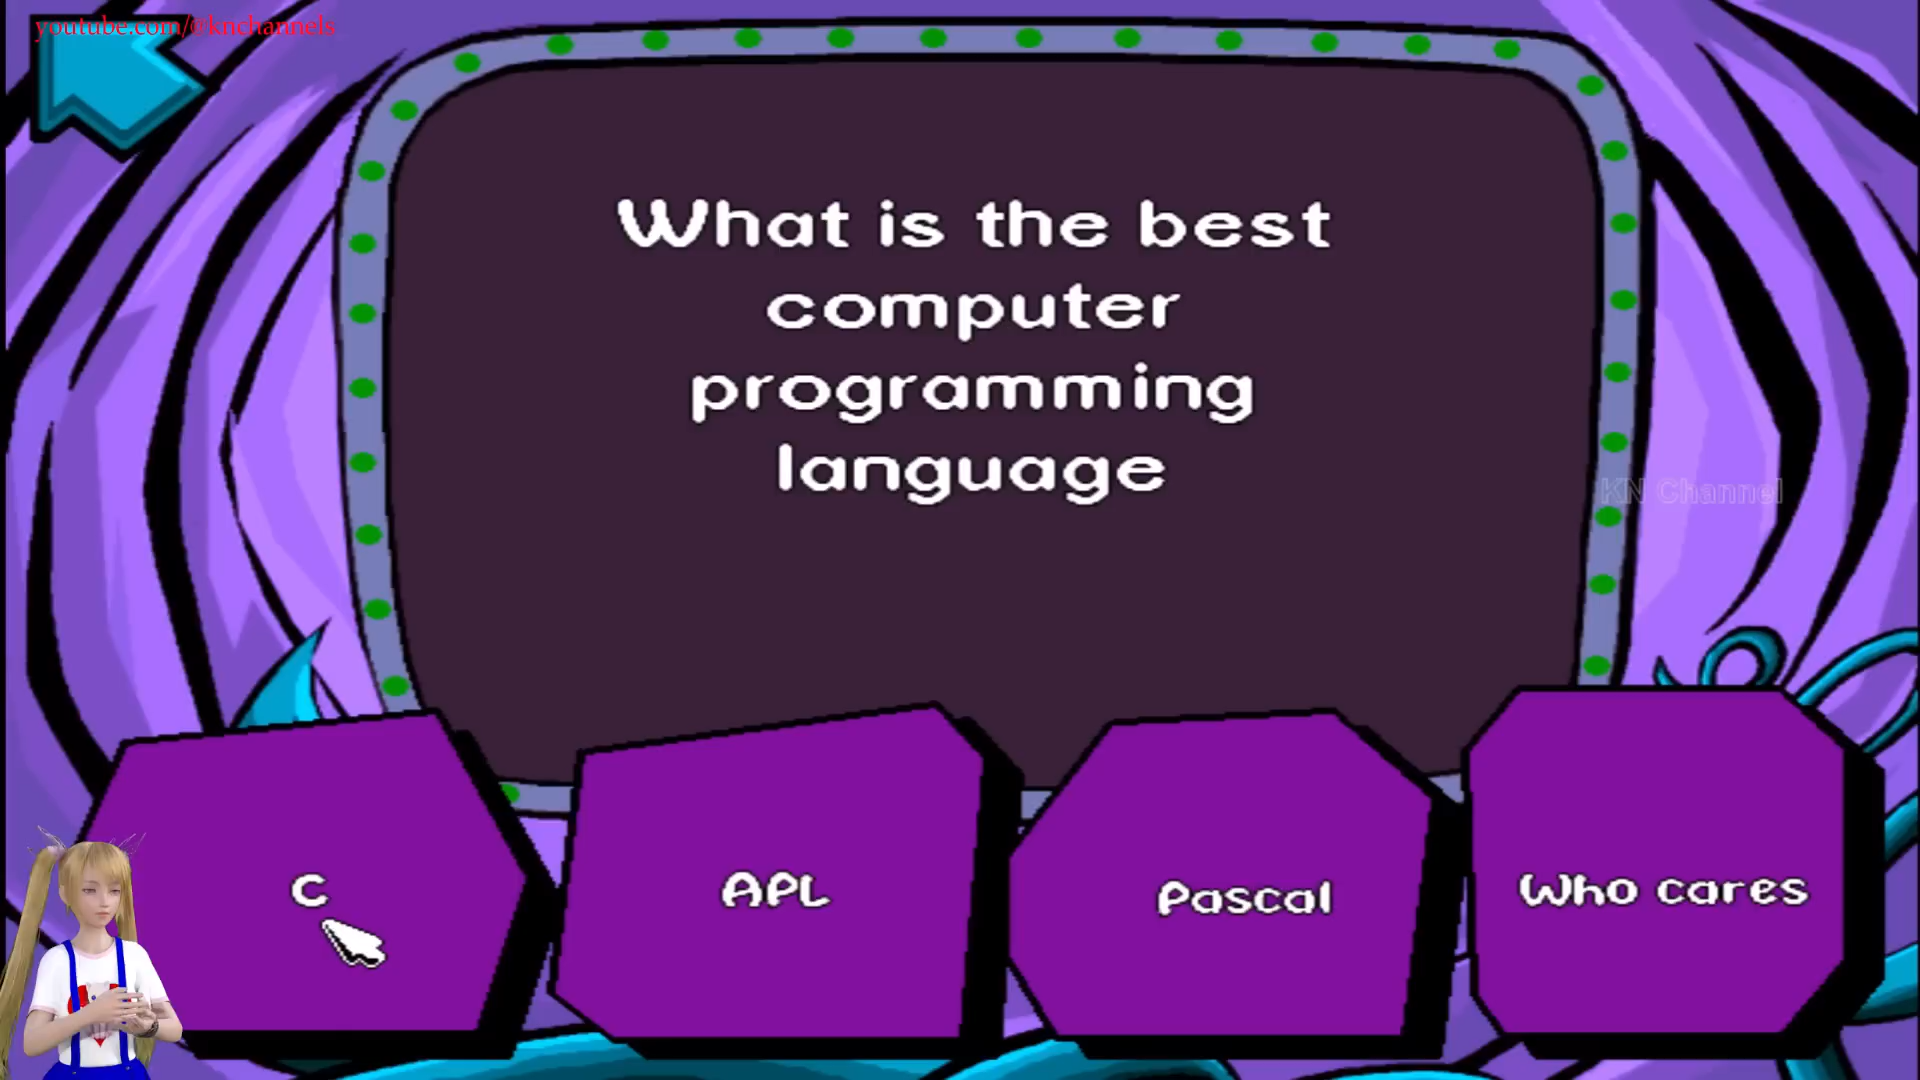 youtube.com/@knchannels
What is the best
computer
programming
language
KN Channel
C
APL
Pascal
Who cares